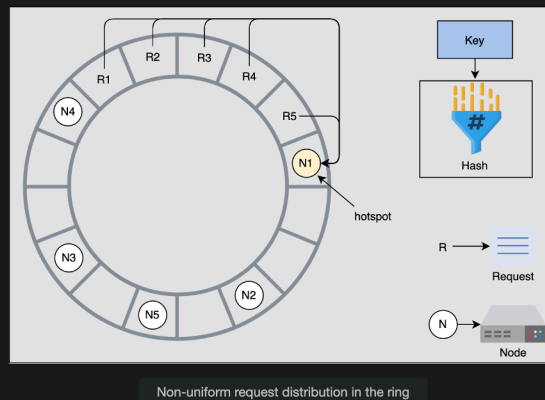 R1
R2
R3
R4
R5
N4
N1
hotspot
N3
N5
N2
Key
#
Hash
R
Request
N
Node
Non-uniform request distribution in the ring